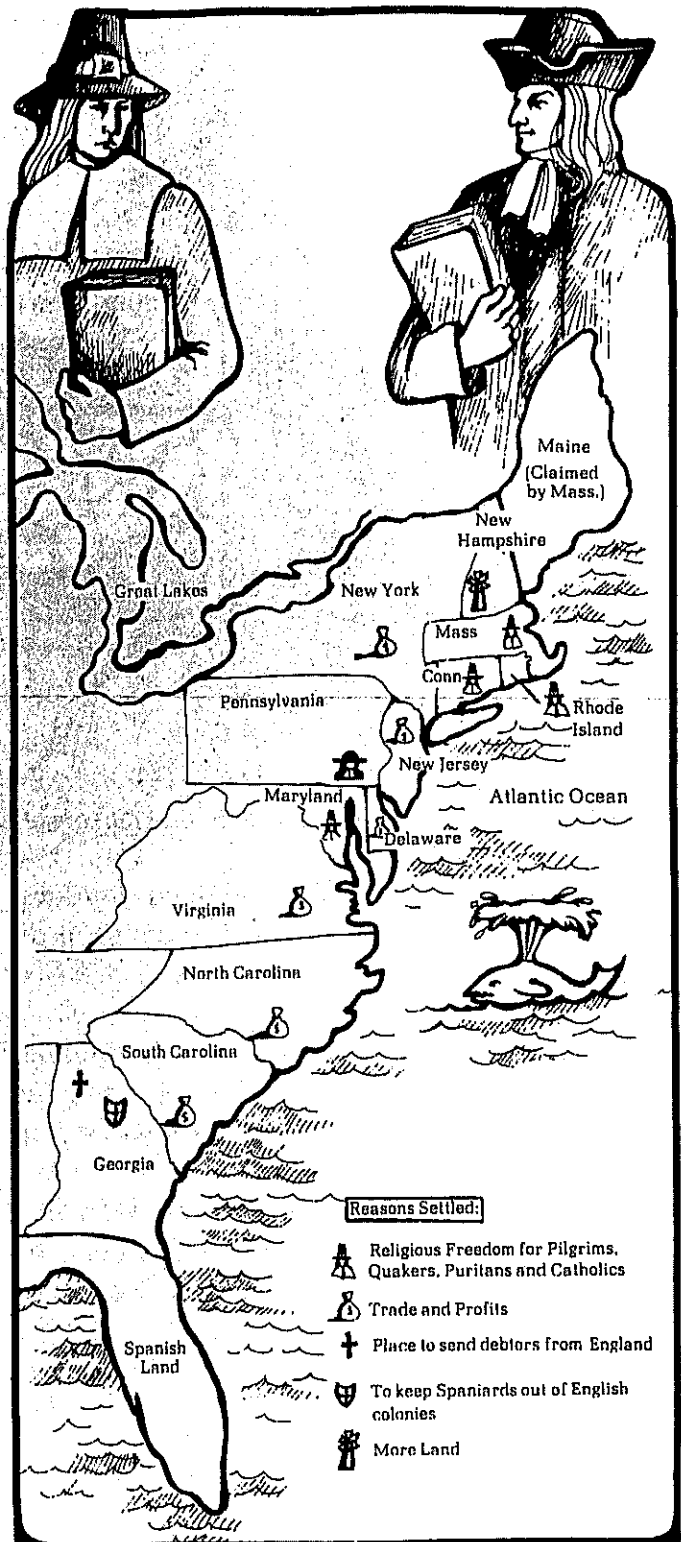 Maine
(Claimed
by Mass.)
New
Hampshire
Great Lakes
New York
Mass
Conn
Rhode
Island
Pennsylvania
New Jersey
Maryland
Delaware
Atlantic Ocean
Virginia
North Carolina
South Carolina
Georgia
Spanish
Land
Reasons Settled:
Religious Freedom for Pilgrims,
Quakers, Puritans and Catholics
$ Trade and Profits
Place to send debtors from England
To keep Spaniards out of English
colonies
More Land